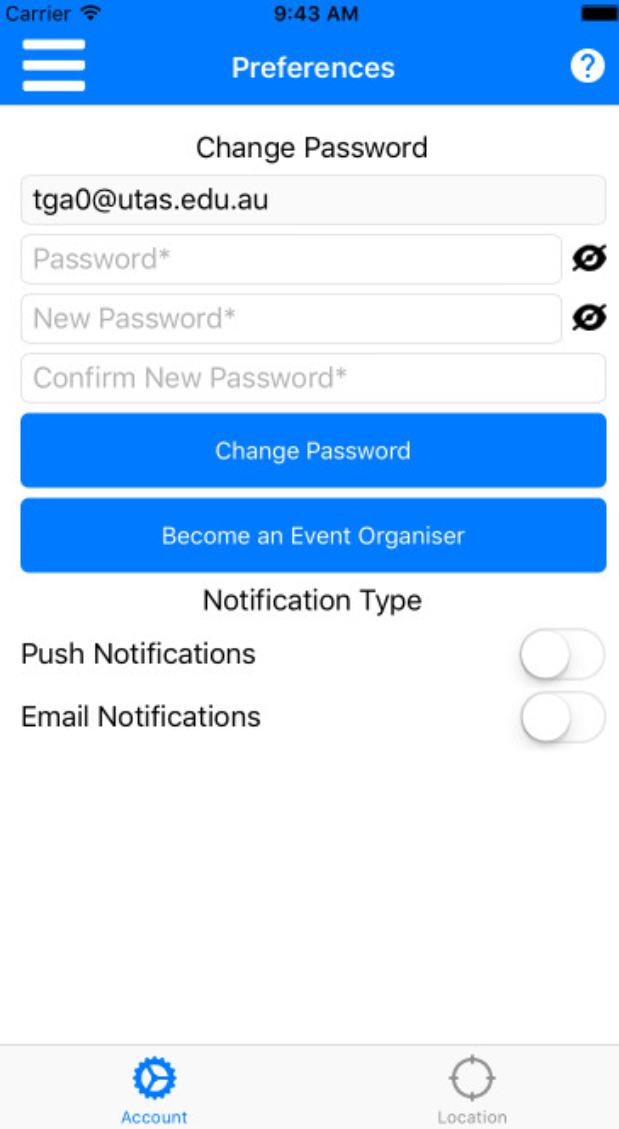 Carrier 9:43 AM
Preferences ?
Change Password
tga0@utas.edu.au
Password*
New Password*
Confirm New Password*
Change Password
Become an Event Organiser
Notification Type
Push Notifications
Email Notifications
Account Location